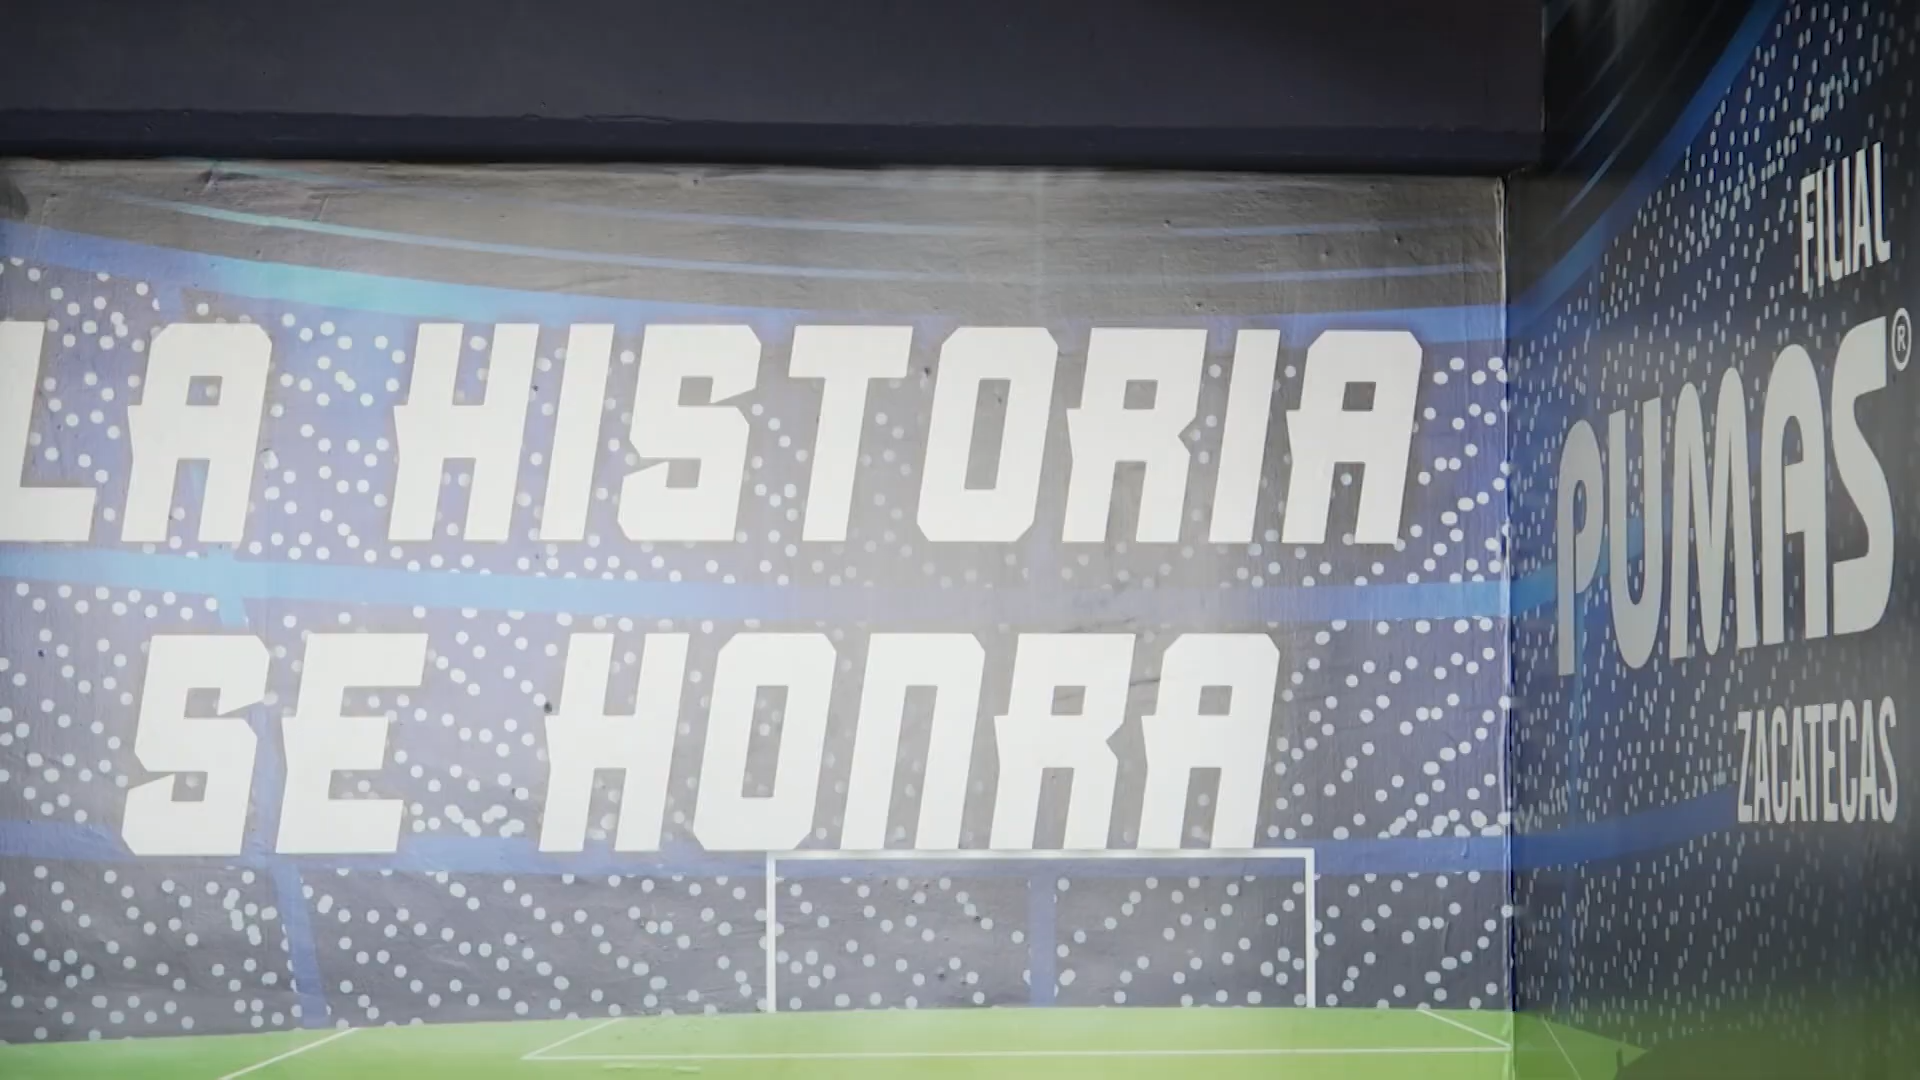 LA HISTORIA
SE HONRA
FILIAL
PUMAS®
ZACATECAS